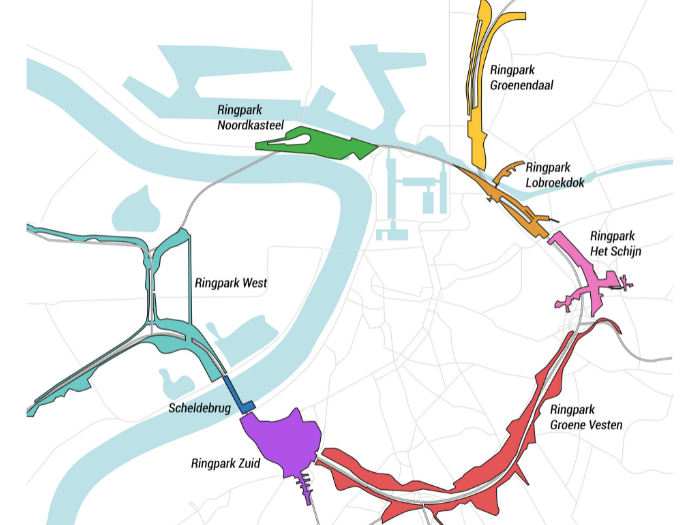 Ringpark
Groenendaal
Ringpark
Noordkasteel
Ringpark
Lobroekdok
Ringpark
Het Schijn
Ringpark West
Scheldebrug
Ringpark
Groene Vesten
Ringpark Zuid